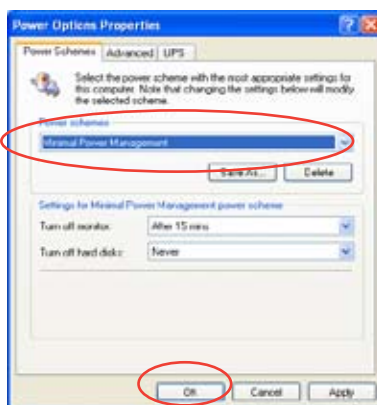 Power Options Properties
Power Schemes Advanced UPS
Select the power scheme with the most appropriate settings for
this computer. Note that changing the settings below will modify
the selected scheme.
Power schemes
Minimal Power Management
Save As... Delete
Settings for Minimal Power Management power scheme
Turn off monitor: After 15 mins
Turn off hard disks: Never
OK Cancel Apply